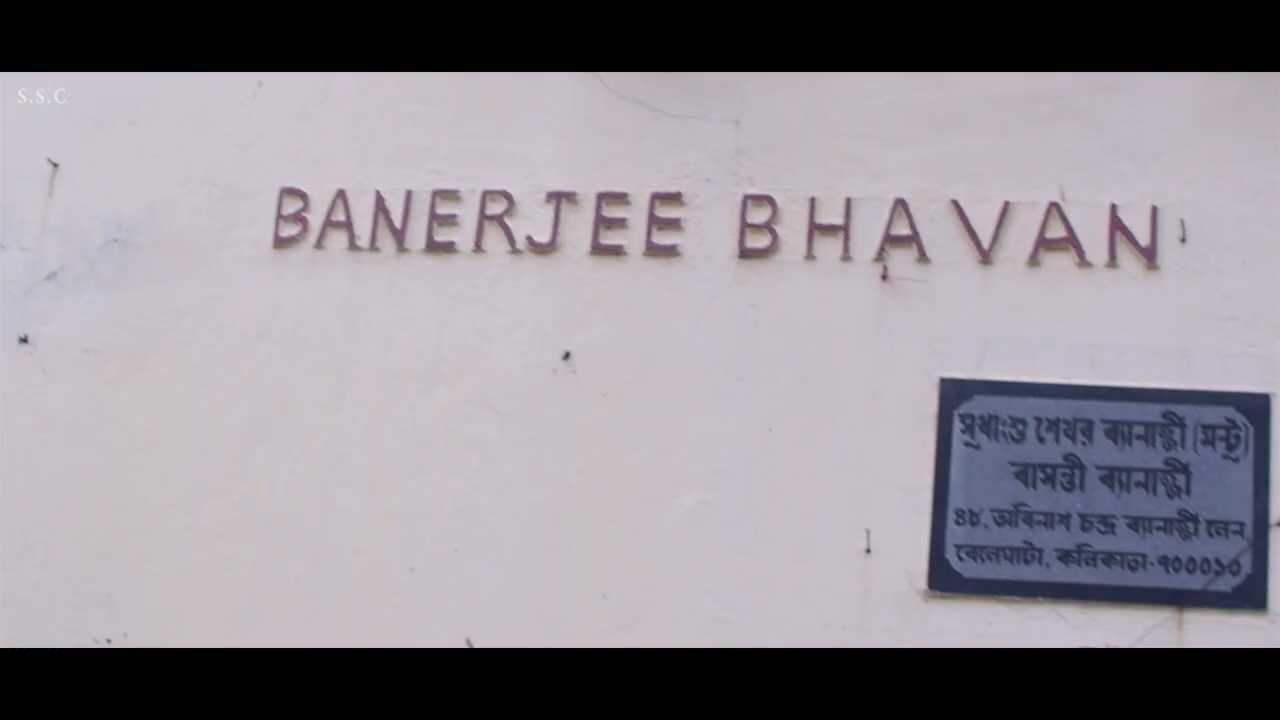 S.S.C
BANERJEE BHAVAN
সুধাংশু শেখর ব্যানার্জ্জী (মন্টু)
বাসন্তী ব্যানার্জ্জী
৪৮, অবিনাশ চন্দ্র ব্যানার্জ্জী লেন
বেলেঘাটা, কলিকাতা-৭০০০১০